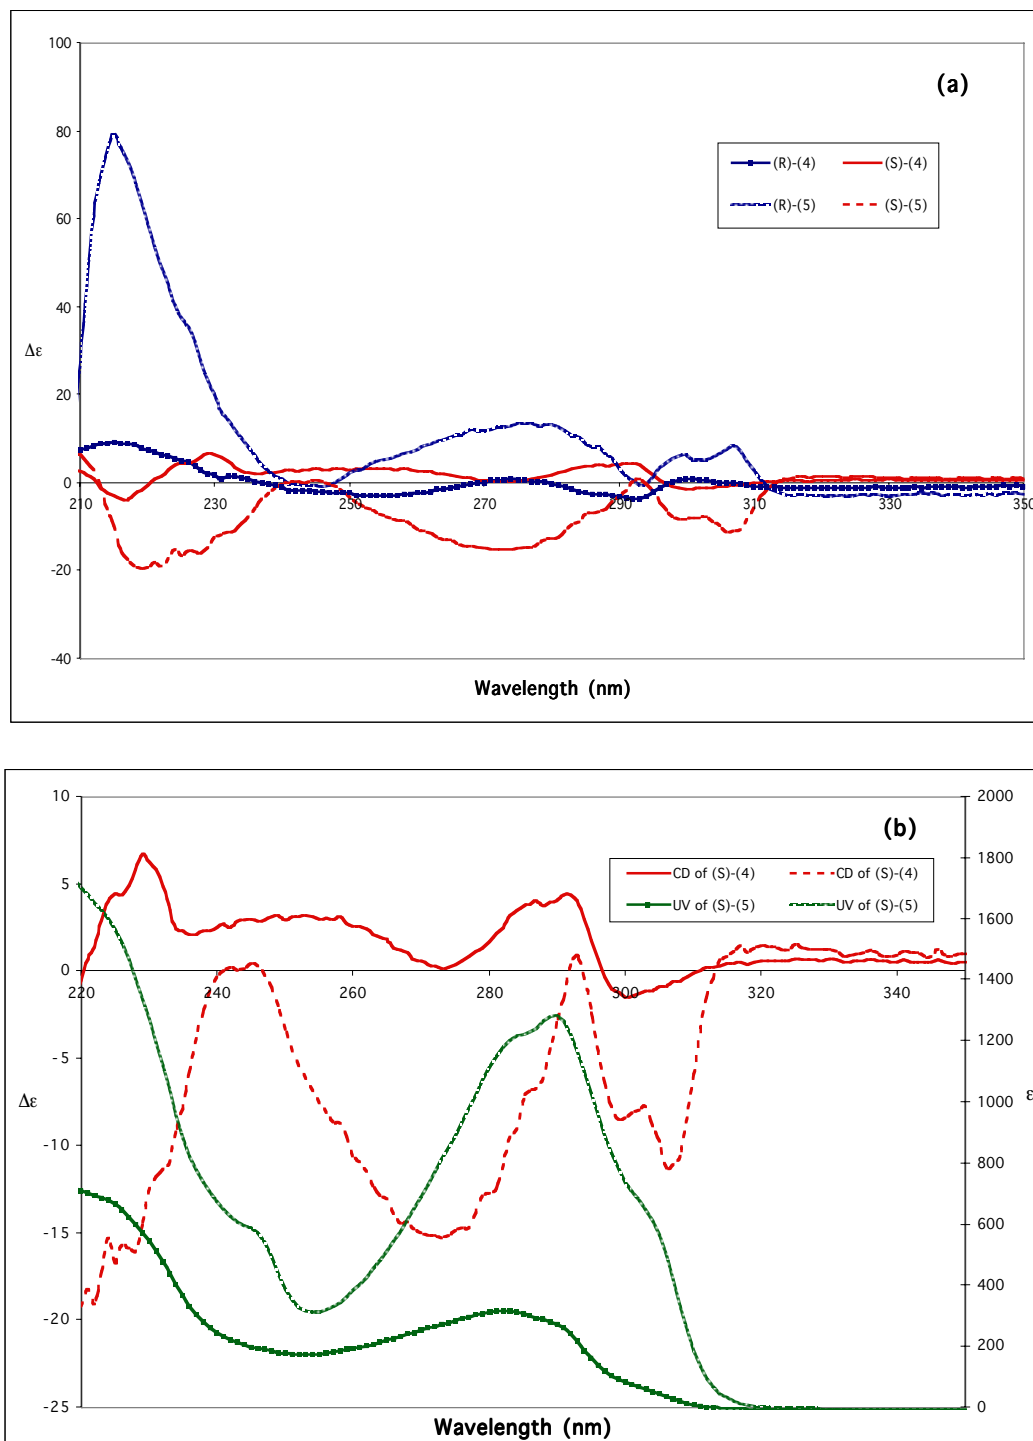 100
(a)
80
(R)-(4) (S)-(4)
(R)-(5) (S)-(5)
60
40
Δε
20
0
210 230 250 270 290 310 330 350
-20
-40
Wavelength (nm)
10 2000
(b)
1800
CD of (S)-(4) CD of (S)-(4)
5
UV of (S)-(5) UV of (S)-(5)
1600
0
1400
220 240 260 280 300 320 340
1200
-5
Δε ε
1000
-10
800
-15
600
400
-20
200
-25 0
Wavelength (nm)